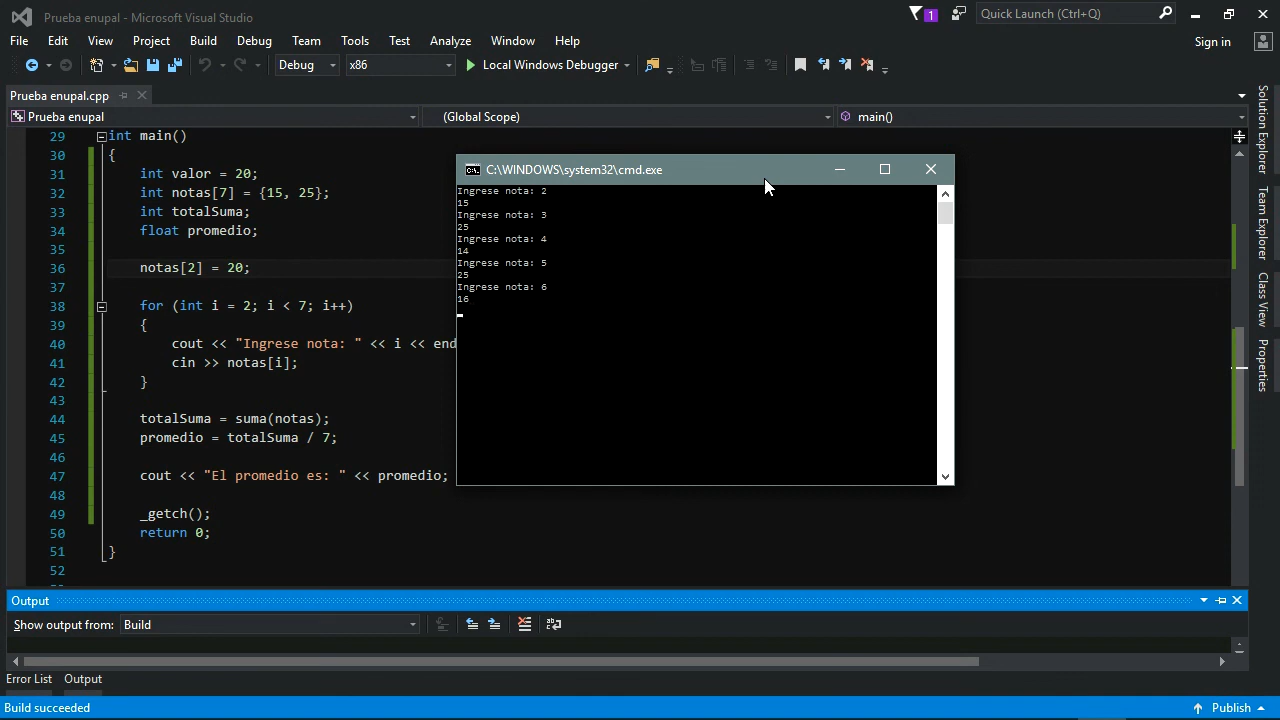 Prueba enupal - Microsoft Visual Studio
1
Quick Launch (Ctrl+Q)
File Edit View Project Build Debug Team Tools Test Analyze Window Help
Sign in
Debug x86 Local Windows Debugger
Prueba enupal.cpp
Prueba enupal (Global Scope) main()
29 int main()
30 {
31 int valor = 20;
32 int notas[7] = {15, 25};
33 int totalSuma;
34 float promedio;
35
36 notas[2] = 20;
37
38 for (int i = 2; i < 7; i++)
39 {
40 cout << "Ingrese nota: " << i << end
41 cin >> notas[i];
42 }
43
44 totalSuma = suma(notas);
45 promedio = totalSuma / 7;
46
47 cout << "El promedio es: " << promedio;
48
49 _getch();
50 return 0;
51 }
52
C:\WINDOWS\system32\cmd.exe
Ingrese nota: 2
15
Ingrese nota: 3
25
Ingrese nota: 4
14
Ingrese nota: 5
25
Ingrese nota: 6
16
Solution Explorer
Team Explorer
Class View
Properties
Output
Show output from: Build
Error List Output
Build succeeded
Publish